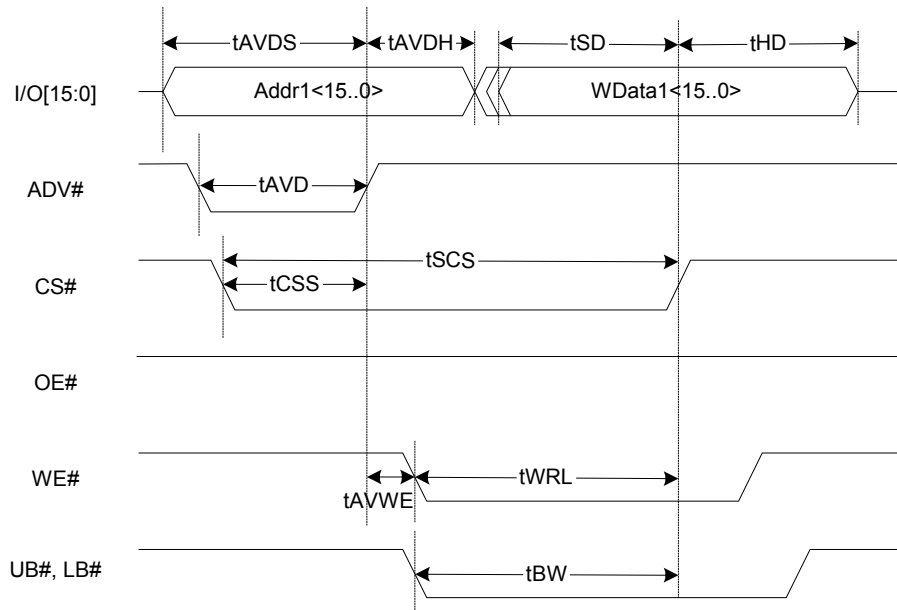 tAVDS tAVDH tSD tHD
I/O[15:0] Addr1<15..0> WData1<15..0>
ADV# tAVD
tSCS
CS# tCSS
OE#
WE# tWRL
tAVWE
UB#, LB# tBW